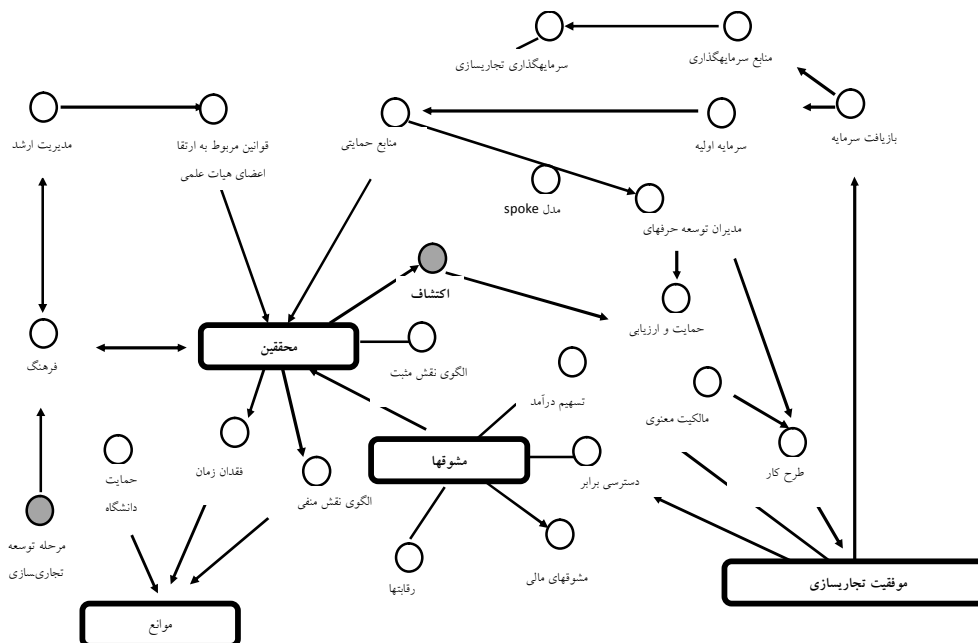 منابع سرمایهگذاری
سرمایهگذاری تجاریسازی
بازیافت سرمایه
سرمایه اولیه
منابع حمایتی
قوانین مربوط به ارتقا
اعضای هیات علمی
مدیریت ارشد
مدل spoke
مدیران توسعه حرفهای
اکتشاف
حمایت و ارزیابی
محققین
فرهنگ
الگوی نقش مثبت
تسهیم درآمد
مالکیت معنوی
مشوقها
طرح کار
دسترسی برابر
فقدان زمان
حمایت
دانشگاه
الگوی نقش منفی
مرحله توسعه
تجاری‌سازی
مشوقهای مالی
رقابتها
موفقیت تجاریسازی
موانع